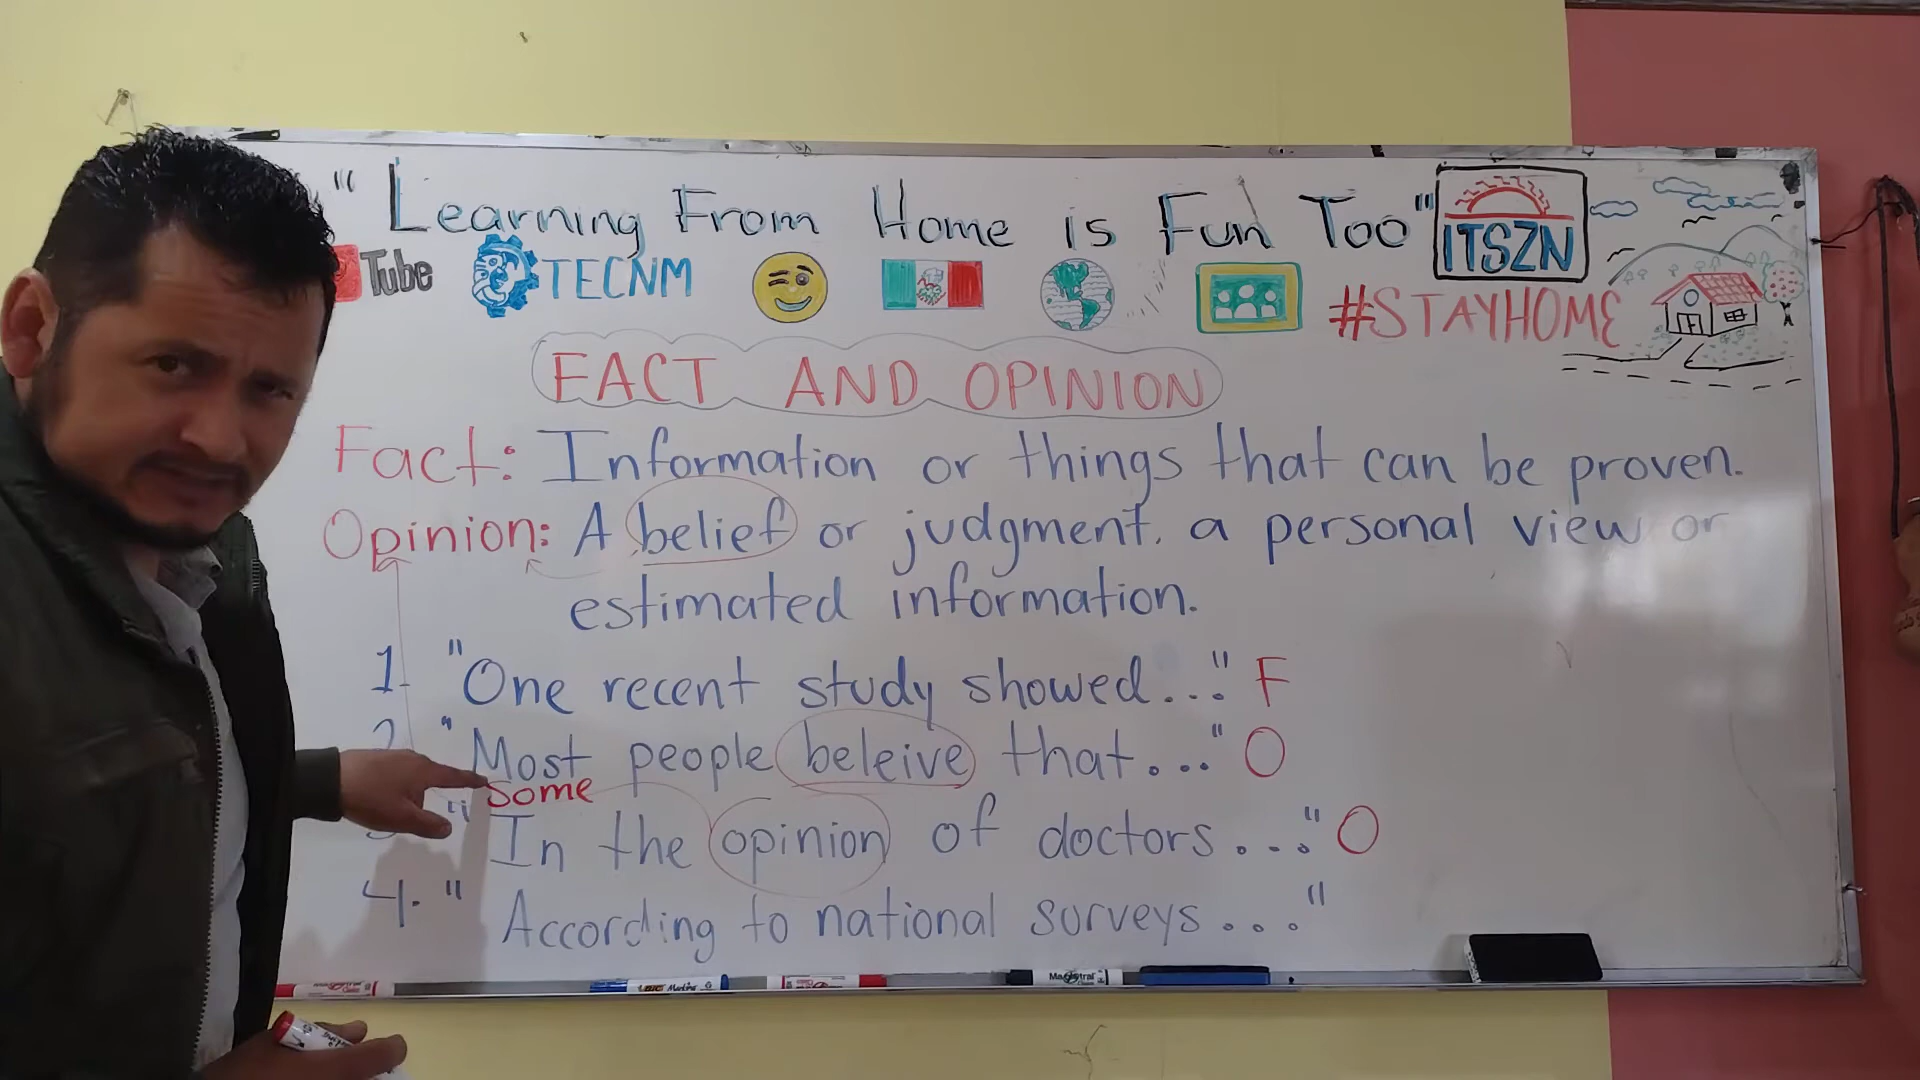 "Learning From Home is Fun Too"
ITSZN
Tube
TECNM
#STAYHOME
FACT AND OPINION
Fact: Information or things that can be proven.
Opinion: A belief or judgment, a personal view or
estimated information.
1. "One recent study showed..." F
2 "Most people beleive that..." O
some
3 "In the opinion of doctors..." O
4. "According to national surveys..."